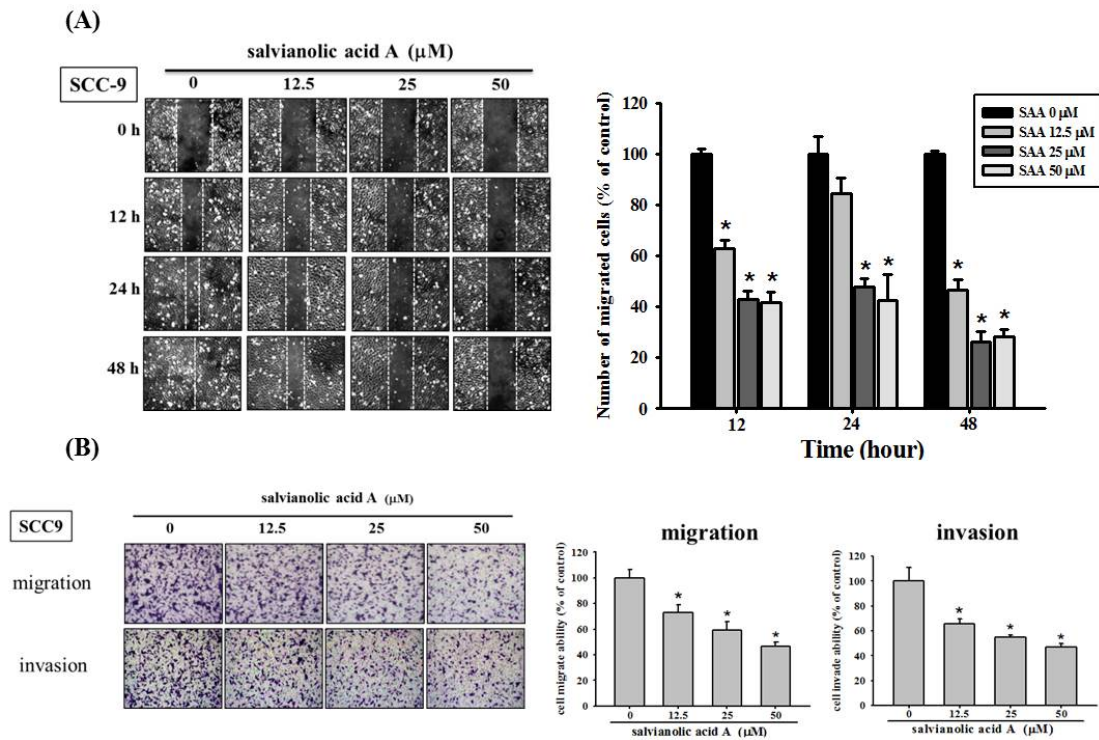 (A)
salvianolic acid A (μM)
SCC-9
0 12.5 25 50
0 h
12 h
24 h
48 h
Number of migrated cells (% of control)
120
100
80
60
40
20
0
* * *
* *
* * *
12 24 48
Time (hour)
SAA 0 μM
SAA 12.5 μM
SAA 25 μM
SAA 50 μM
(B)
salvianolic acid A (μM)
SCC9
0 12.5 25 50
migration
invasion
migration
cell migrate ability (% of control)
120
100
80
60
40
20
0
* * *
0 12.5 25 50
salvianolic acid A (μM)
invasion
cell invade ability (% of control)
120
100
80
60
40
20
0
* * *
0 12.5 25 50
salvianolic acid A (μM)